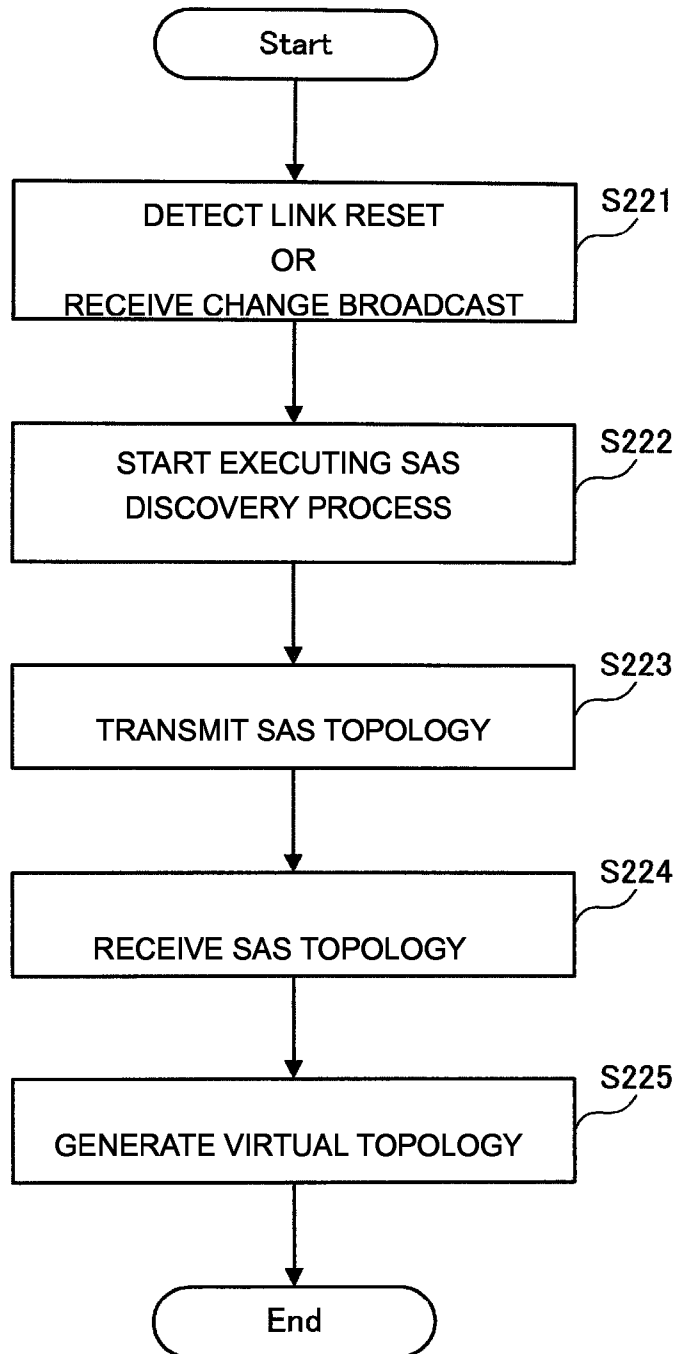 Start
DETECT LINK RESET
OR
RECEIVE CHANGE BROADCAST
S221
START EXECUTING SAS
DISCOVERY PROCESS
S222
TRANSMIT SAS TOPOLOGY
S223
RECEIVE SAS TOPOLOGY
S224
GENERATE VIRTUAL TOPOLOGY
S225
End